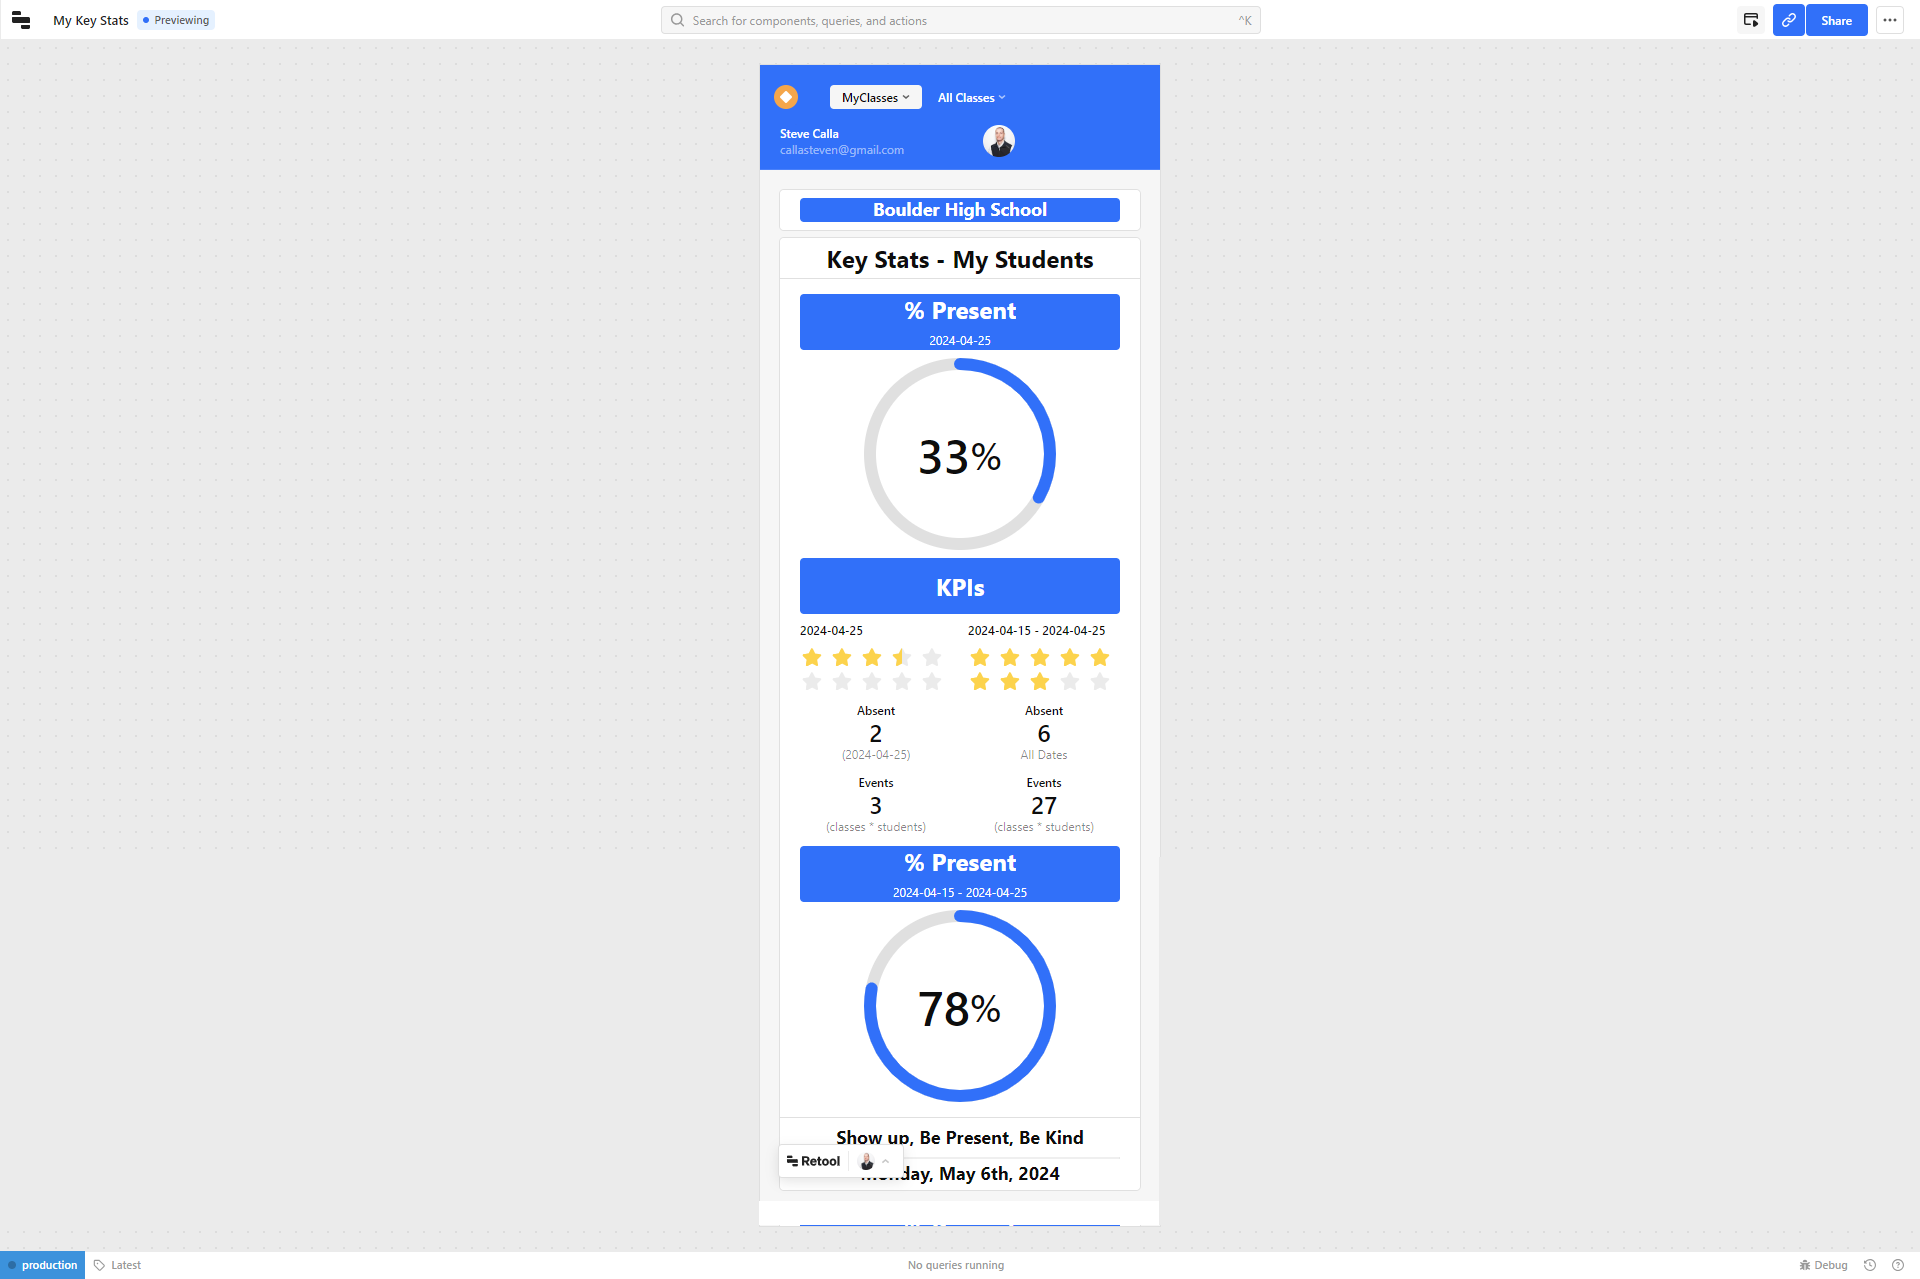 My Key Stats
Previewing
Search for components, queries, and actions
^K
Share
MyClasses
All Classes
Steve Calla
callasteven@gmail.com
Boulder High School
Key Stats - My Students
% Present
2024-04-25
33%
KPIs
2024-04-25
2024-04-15 - 2024-04-25
Absent
2
(2024-04-25)
Absent
6
All Dates
Events
3
(classes * students)
Events
27
(classes * students)
% Present
2024-04-15 - 2024-04-25
78%
Show up, Be Present, Be Kind
Retool
day, May 6th, 2024
production
Latest
No queries running
Debug